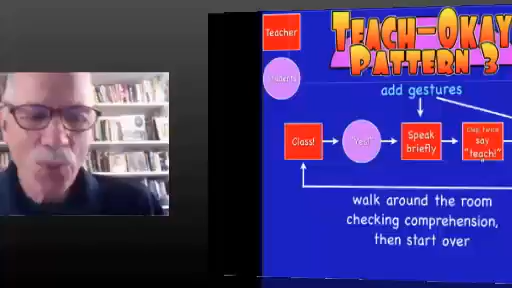 Teach-Okay
Pattern 3
Teacher
Students
add gestures
Class!
"Yes!"
Speak
briefly
Clap twice
say
"teach!"
walk around the room
checking comprehension,
then start over